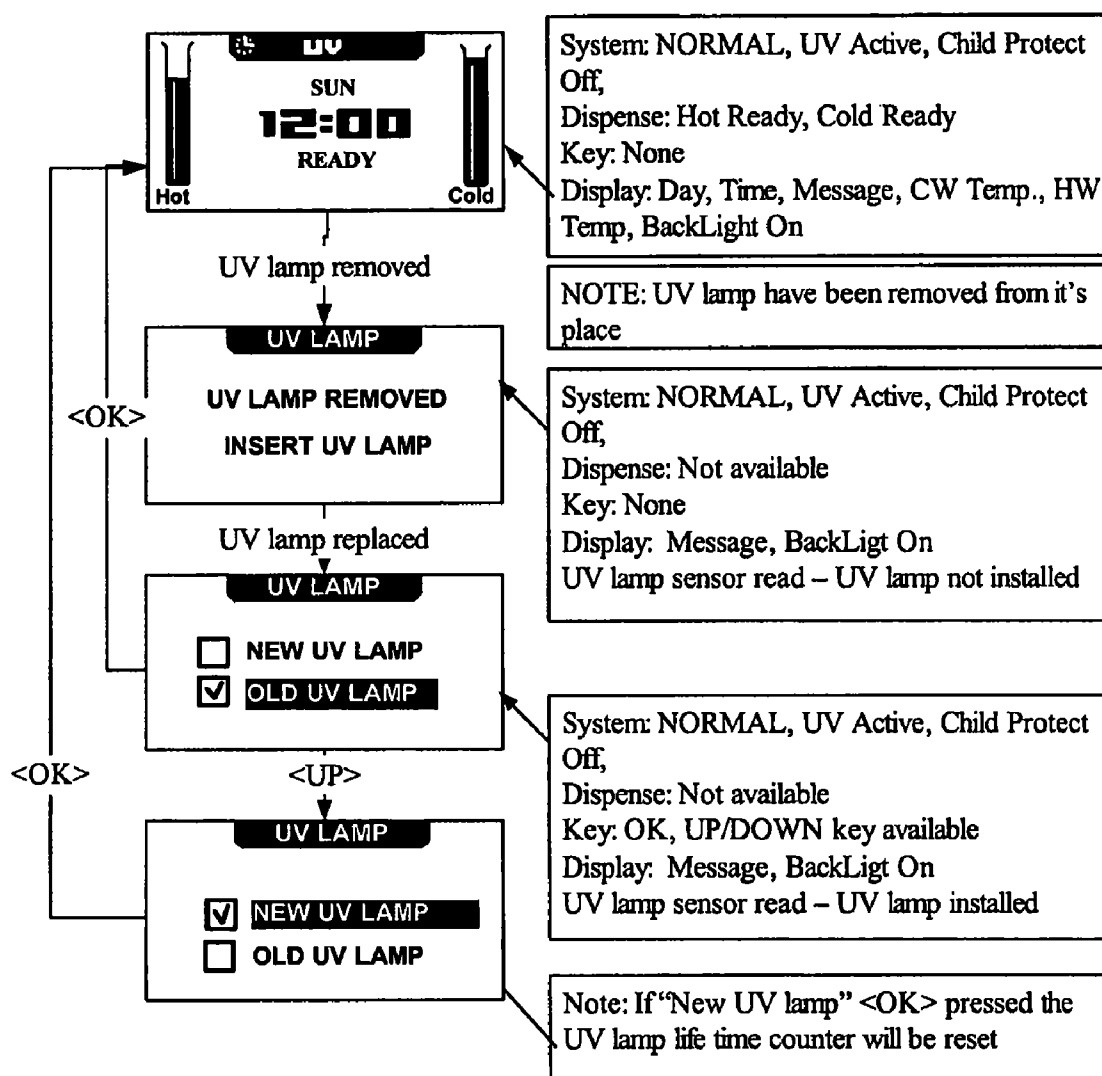 UV
SUN
12:00
READY
Hot
Cold
System: NORMAL, UV Active, Child Protect
Off,
Dispense: Hot Ready, Cold Ready
Key: None
Display: Day, Time, Message, CW Temp., HW
Temp, BackLight On
UV lamp removed
NOTE: UV lamp have been removed from it's
place
UV LAMP
UV LAMP REMOVED
INSERT UV LAMP
<OK>
System: NORMAL, UV Active, Child Protect
Off,
Dispense: Not available
Key: None
Display: Message, BackLigt On
UV lamp sensor read – UV lamp not installed
UV lamp replaced
UV LAMP
NEW UV LAMP
OLD UV LAMP
System: NORMAL, UV Active, Child Protect
Off,
Dispense: Not available
Key: OK, UP/DOWN key available
Display: Message, BackLigt On
UV lamp sensor read – UV lamp installed
<OK>
<UP>
UV LAMP
NEW UV LAMP
OLD UV LAMP
Note: If “New UV lamp” <OK> pressed the
UV lamp life time counter will be reset